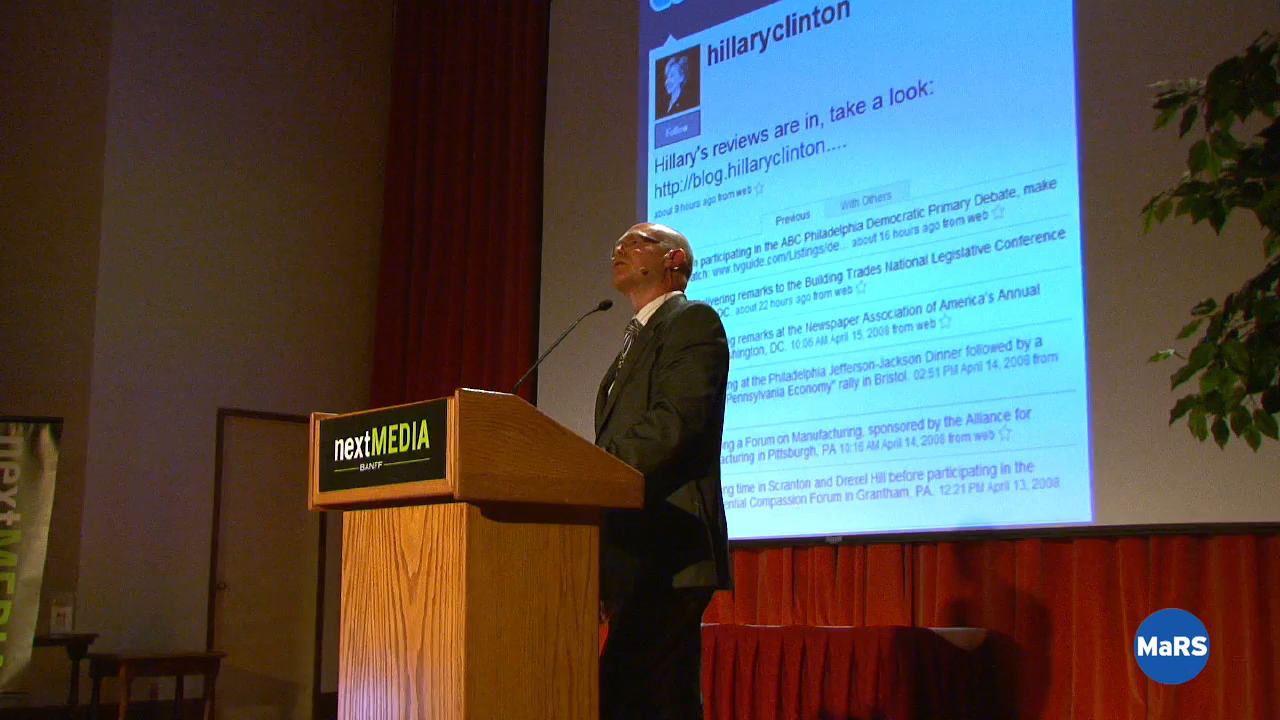 hillaryclinton
Follow
Hillary's reviews are in, take a look:
http://blog.hillaryclinton....
about 9 hours ago from web
Previous
With Others
participating in the ABC Philadelphia Democratic Primary Debate, make
www.tvguide.com/Listings/de... about 16 hours ago from web
remarks to the Building Trades National Legislative Conference
about 22 hours ago from web
remarks at the Newspaper Association of America's Annual
DC. 10:06 AM April 15, 2008 from web
at the Philadelphia Jefferson-Jackson Dinner followed by a
Pennsylvania Economy" rally in Bristol. 02:51 PM April 14, 2008 from
a Forum on Manufacturing, sponsored by the Alliance for
in Pittsburgh, PA 10:16 AM April 14, 2008 from web
time in Scranton and Drexel Hill before participating in the
Compassion Forum in Grantham, PA. 12:21 PM April 13, 2008
nextMEDIA
BANFF
next MEDIA
MaRS